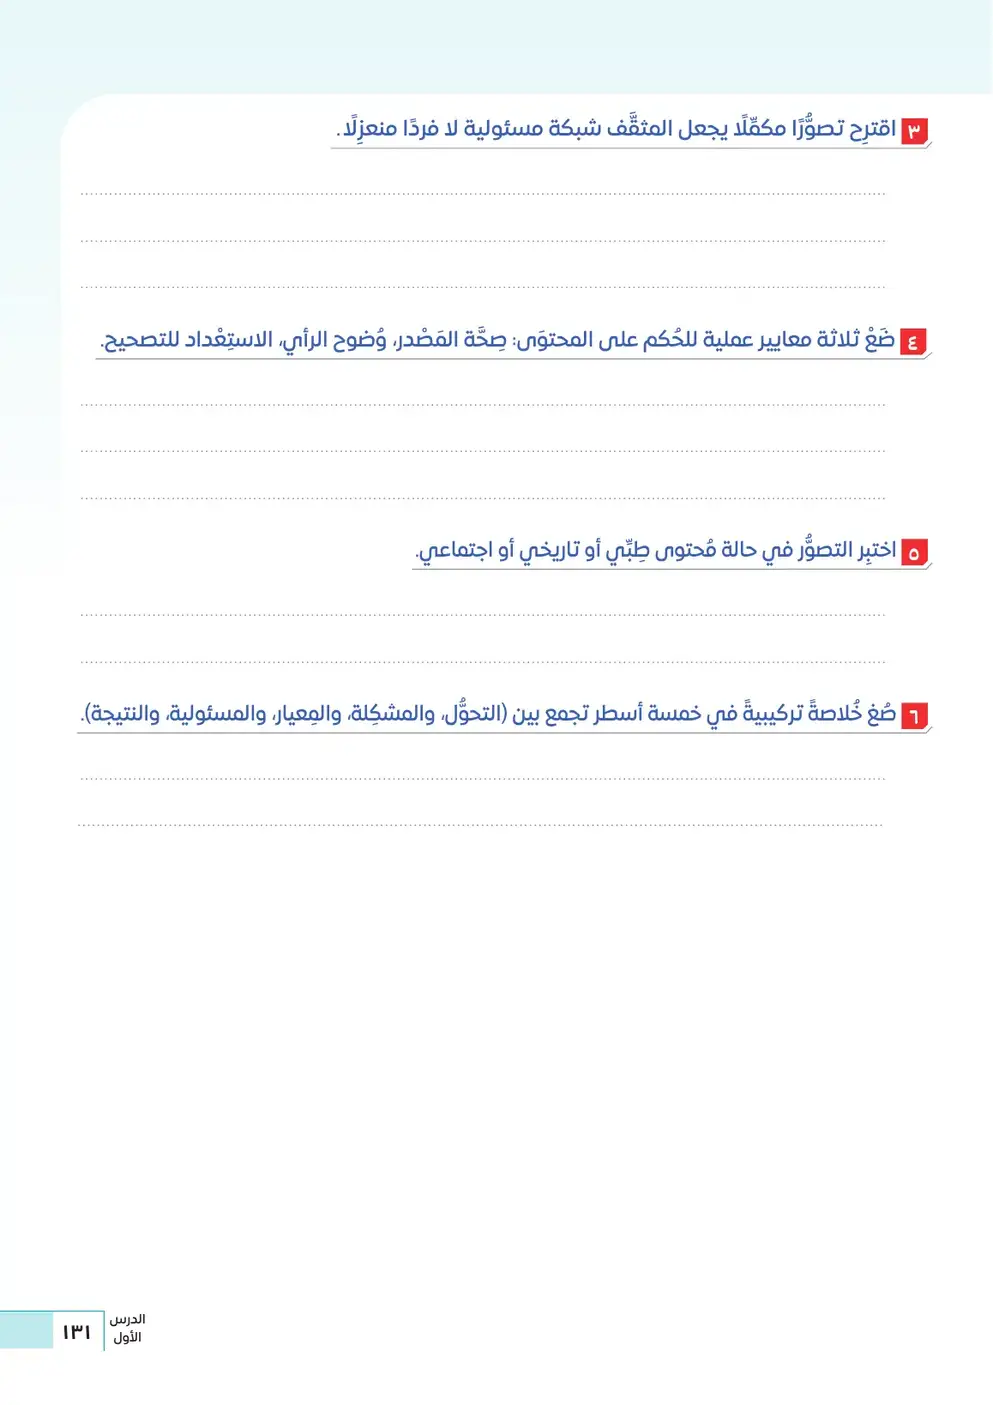 ٣ اقترِح تصوُّرًا مكمِّلًا يجعل المثقَّف شبكة مسئولية لا فردًا منعزِلًا.
٤ ضَعْ ثلاثة معايير عملية للحُكم على المحتوَى: صِحَّة المَصْدر، وُضوح الرأي، الاستِعْداد للتصحيح.
٥ اختبِر التصوُّر في حالة مُحتوى طِبِّي أو تاريخي أو اجتماعي.
٦ صُغ خُلاصةً تركيبيةً في خمسة أسطر تجمع بين (التحوُّل، والمشكِلة، والمِعيار، والمسئولية، والنتيجة).
الدرس
الأول
١٣١